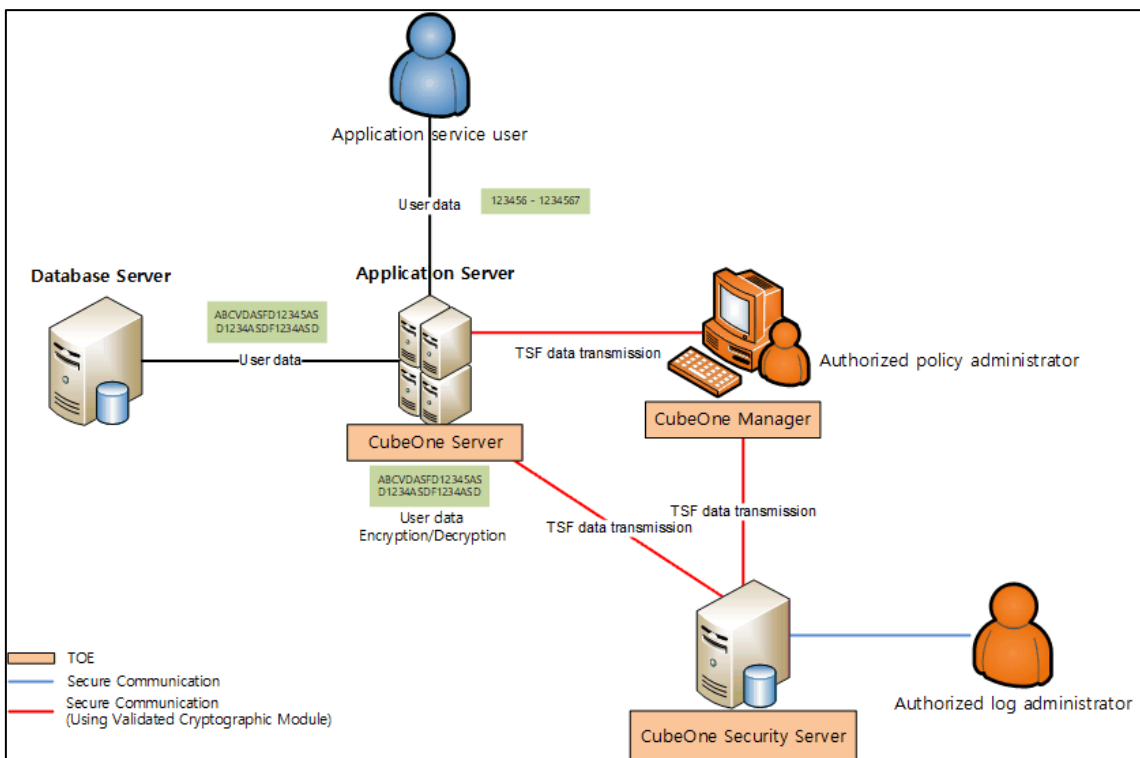 Application service user
User data
123456 - 1234567
Database Server
Application Server
ABCVDASFD12345AS
D1234ASDF1234ASD
User data
TSF data transmission
Authorized policy administrator
CubeOne Manager
CubeOne Server
ABCVDASFD12345AS
D1234ASDF1234ASD
User data
Encryption/Decryption
TSF data transmission
TSF data transmission
TOE
Secure Communication
Secure Communication
(Using Validated Cryptographic Module)
Authorized log administrator
CubeOne Security Server